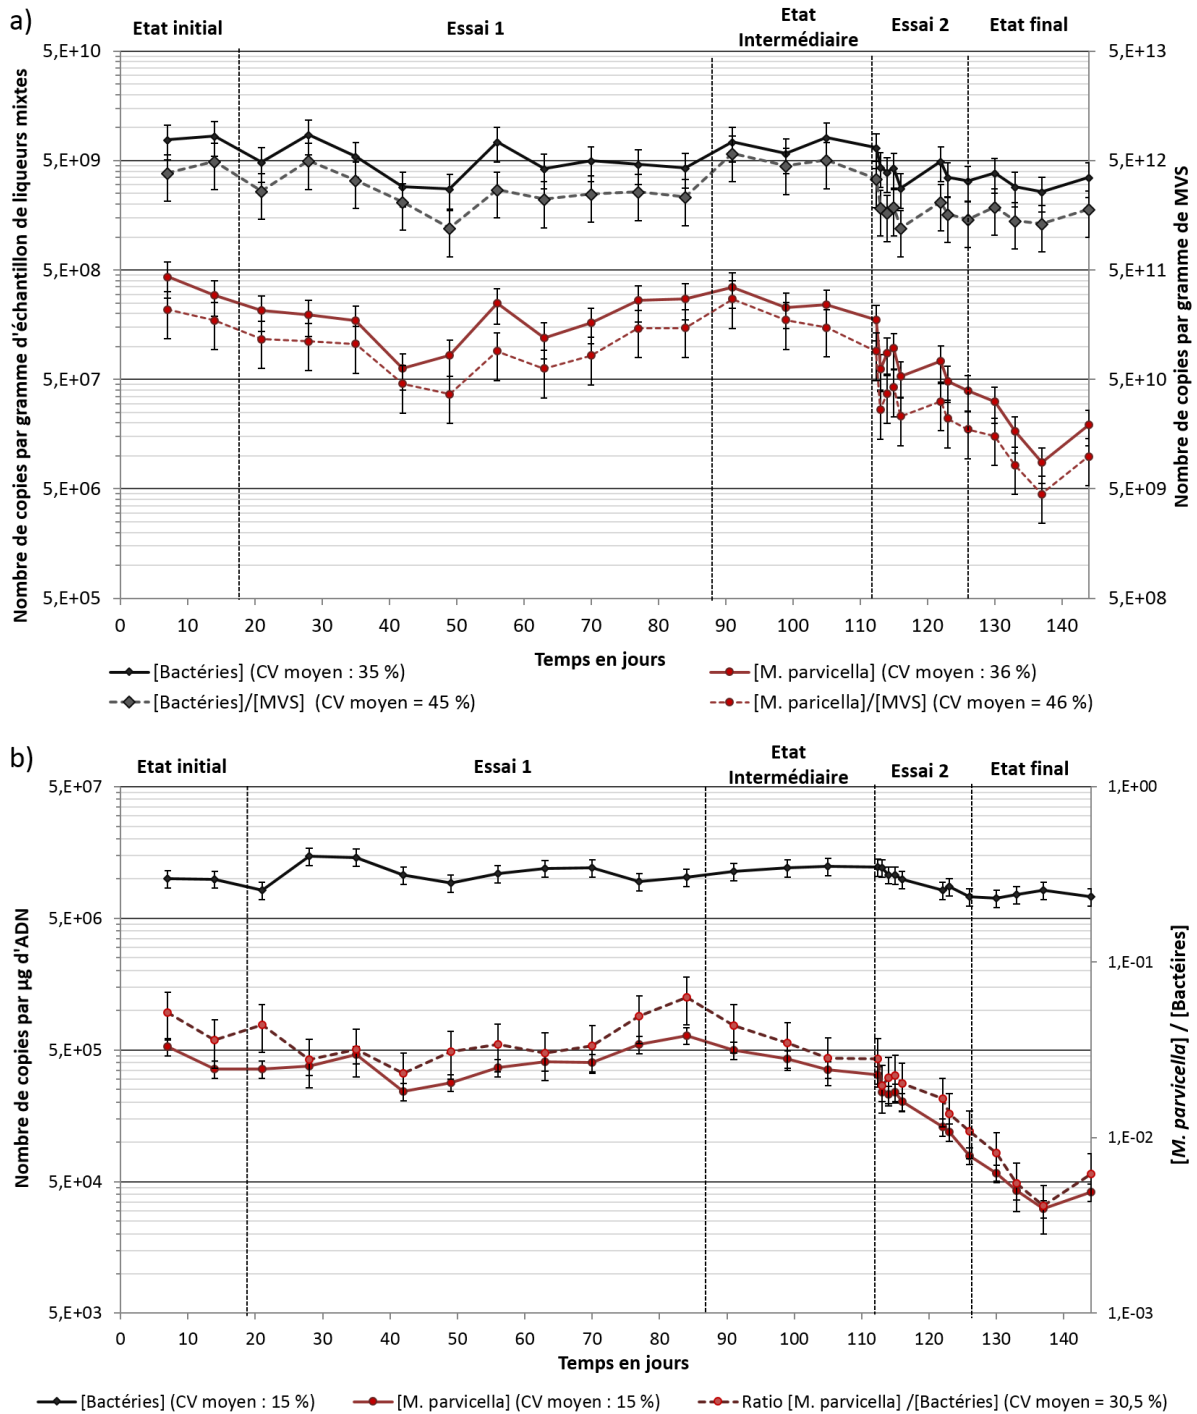 a)
Etat initial
Essai 1
Etat
Intermédiaire
Essai 2
Etat final
Nombre de copies par gramme d'échantillon de liqueurs mixtes
5,E+10
5,E+09
5,E+08
5,E+07
5,E+06
5,E+05
5,E+13
5,E+12
5,E+11
5,E+10
5,E+09
5,E+08
Nombre de copies par gramme de MVS
0 10 20 30 40 50 60 70 80 90 100 110 120 130 140
Temps en jours
[Bactéries] (CV moyen : 35 %)
[M. parvicella] (CV moyen : 36 %)
[Bactéries]/[MVS] (CV moyen = 45 %)
[M. paricella]/[MVS] (CV moyen = 46 %)
b)
Etat initial
Essai 1
Etat
Intermédiaire
Essai 2
Etat final
Nombre de copies par µg d'ADN
5,E+07
5,E+06
5,E+05
5,E+04
5,E+03
1,E+00
1,E-01
1,E-02
1,E-03
[M. parvicella] / [Bactéires]
0 10 20 30 40 50 60 70 80 90 100 110 120 130 140
Temps en jours
[Bactéries] (CV moyen : 15 %)
[M. parvicella] (CV moyen : 15 %)
Ratio [M. parvicella] /[Bactéries] (CV moyen = 30,5 %)